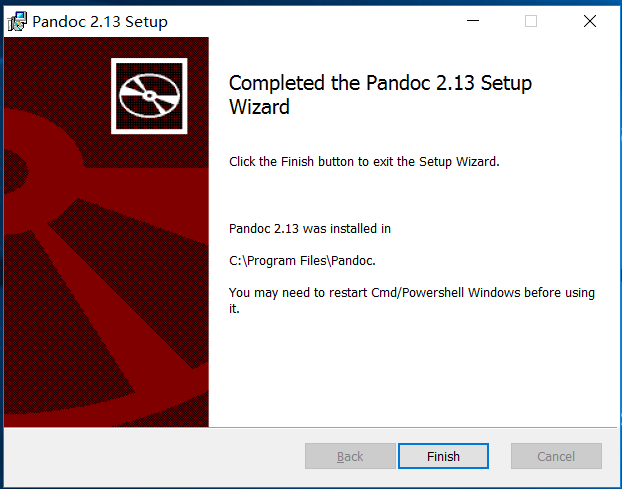 Pandoc 2.13 Setup
Completed the Pandoc 2.13 Setup
Wizard
Click the Finish button to exit the Setup Wizard.
Pandoc 2.13 was installed in
C:\Program Files\Pandoc.
You may need to restart Cmd/Powershell Windows before using
it.
Back Finish Cancel